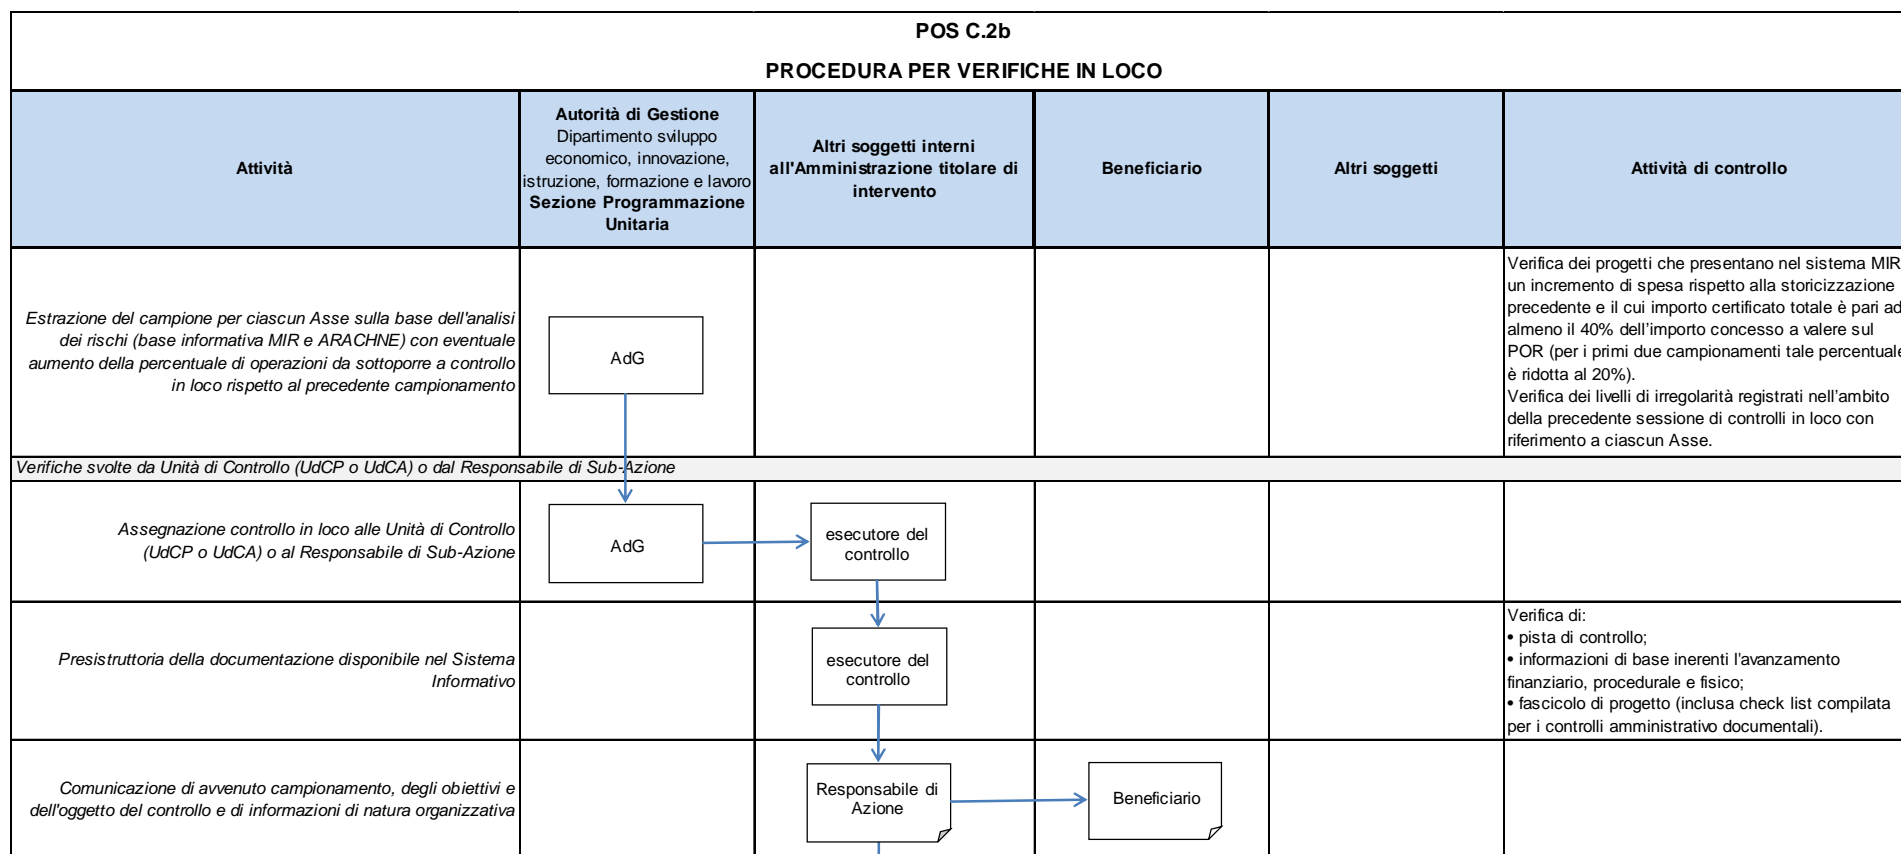 POS C.2b
PROCEDURA PER VERIFICHE IN LOCO
Attività
Autorità di Gestione
Dipartimento sviluppo
economico, innovazione,
istruzione, formazione e lavoro
Sezione Programmazione
Unitaria
Altri soggetti interni
all'Amministrazione titolare di
intervento
Beneficiario
Altri soggetti
Attività di controllo
Estrazione del campione per ciascun Asse sulla base dell'analisi
dei rischi (base informativa MIR e ARACHNE) con eventuale
aumento della percentuale di operazioni da sottoporre a controllo
in loco rispetto al precedente campionamento
AdG
Verifica dei progetti che presentano nel sistema MIR
un incremento di spesa rispetto alla storicizzazione
precedente e il cui importo certificato totale è pari ad
almeno il 40% dell’importo concesso a valere sul
POR (per i primi due campionamenti tale percentuale
è ridotta al 20%).
Verifica dei livelli di irregolarità registrati nell’ambito
della precedente sessione di controlli in loco con
riferimento a ciascun Asse.
Verifiche svolte da Unità di Controllo (UdCP o UdCA) o dal Responsabile di Sub-Azione
Assegnazione controllo in loco alle Unità di Controllo
(UdCP o UdCA) o al Responsabile di Sub-Azione
AdG
esecutore del
controllo
Presistruttoria della documentazione disponibile nel Sistema
Informativo
esecutore del
controllo
Verifica di:
• pista di controllo;
• informazioni di base inerenti l'avanzamento
finanziario, procedurale e fisico;
• fascicolo di progetto (inclusa check list compilata
per i controlli amministrativo documentali).
Comunicazione di avvenuto campionamento, degli obiettivi e
dell'oggetto del controllo e di informazioni di natura organizzativa
Responsabile di
Azione
Beneficiario